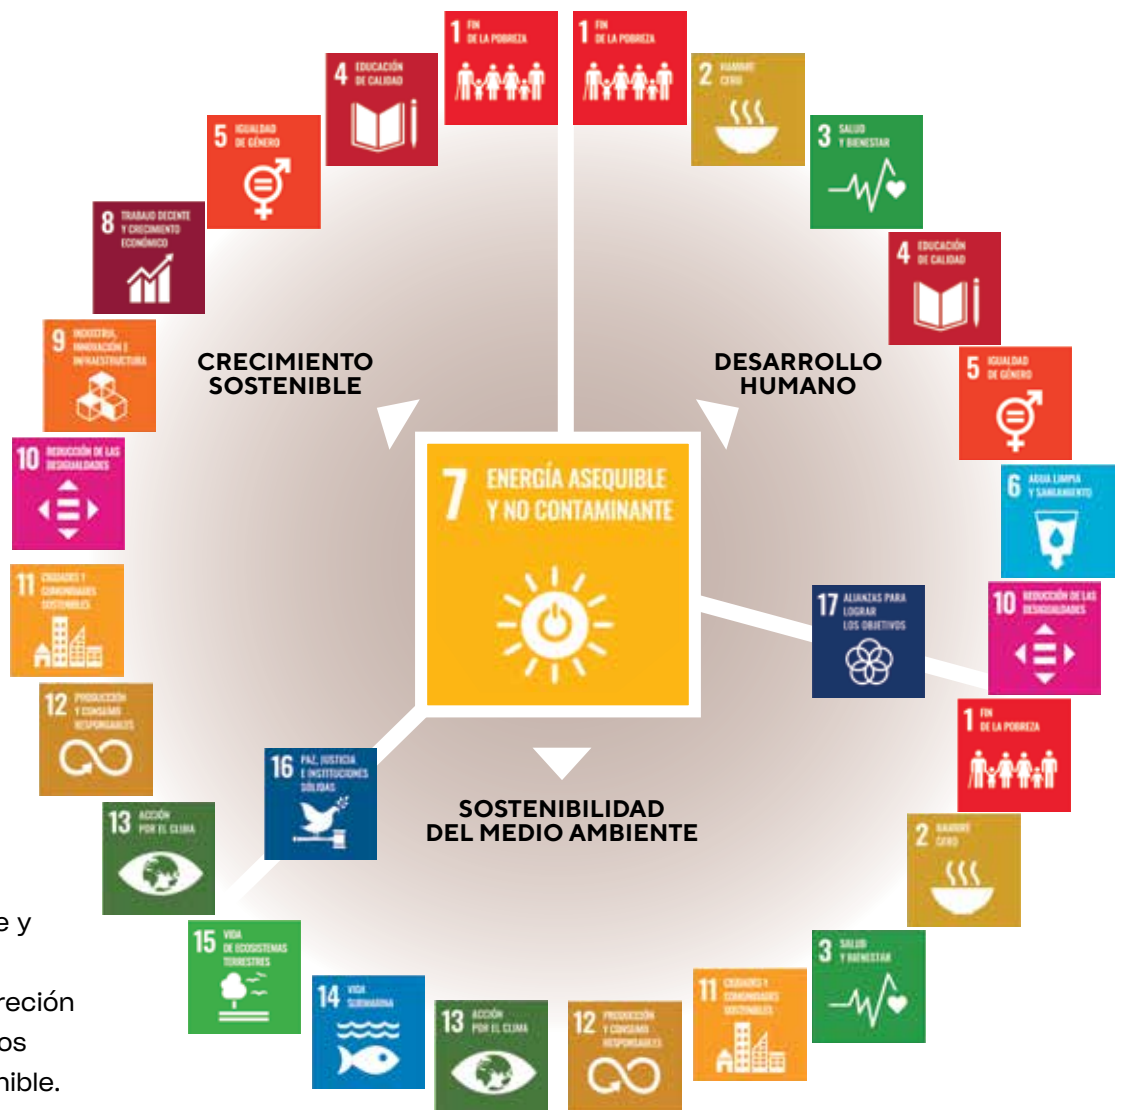 1 FIN
DE LA POBREZA
1 FIN
DE LA POBREZA
4 EDUCACIÓN
DE CALIDAD
2 HAMBRE
CERO
5 IGUALDAD
DE GÉNERO
3 SALUD
Y BIENESTAR
8 TRABAJO DECENTE
Y CRECIMIENTO
ECONÓMICO
4 EDUCACIÓN
DE CALIDAD
9 INDUSTRIA,
INNOVACIÓN E
INFRAESTRUCTURA
CRECIMIENTO
SOSTENIBLE
DESARROLLO
HUMANO
5 IGUALDAD
DE GÉNERO
10 REDUCCIÓN DE LAS
DESIGUALDADES
7 ENERGÍA ASEQUIBLE
Y NO CONTAMINANTE
6 AGUA LIMPIA
Y SANEAMIENTO
11 CIUDADES Y
COMUNIDADES
SOSTENIBLES
17 ALIANZAS PARA
LOGRAR
LOS OBJETIVOS
10 REDUCCIÓN DE LAS
DESIGUALDADES
12 PRODUCCIÓN
Y CONSUMO
RESPONSABLES
1 FIN
DE LA POBREZA
16 PAZ, JUSTICIA
E INSTITUCIONES
SÓLIDAS
SOSTENIBILIDAD
DEL MEDIO AMBIENTE
13 ACCIÓN
POR EL CLIMA
2 HAMBRE
CERO
e y
15 VIDA
DE ECOSISTEMAS
TERRESTRES
3 SALUD
Y BIENESTAR
reción
14 VIDA
SUBMARINA
13 ACCIÓN
POR EL CLIMA
12 PRODUCCIÓN
Y CONSUMO
RESPONSABLES
11 CIUDADES Y
COMUNIDADES
SOSTENIBLES
os
nible.